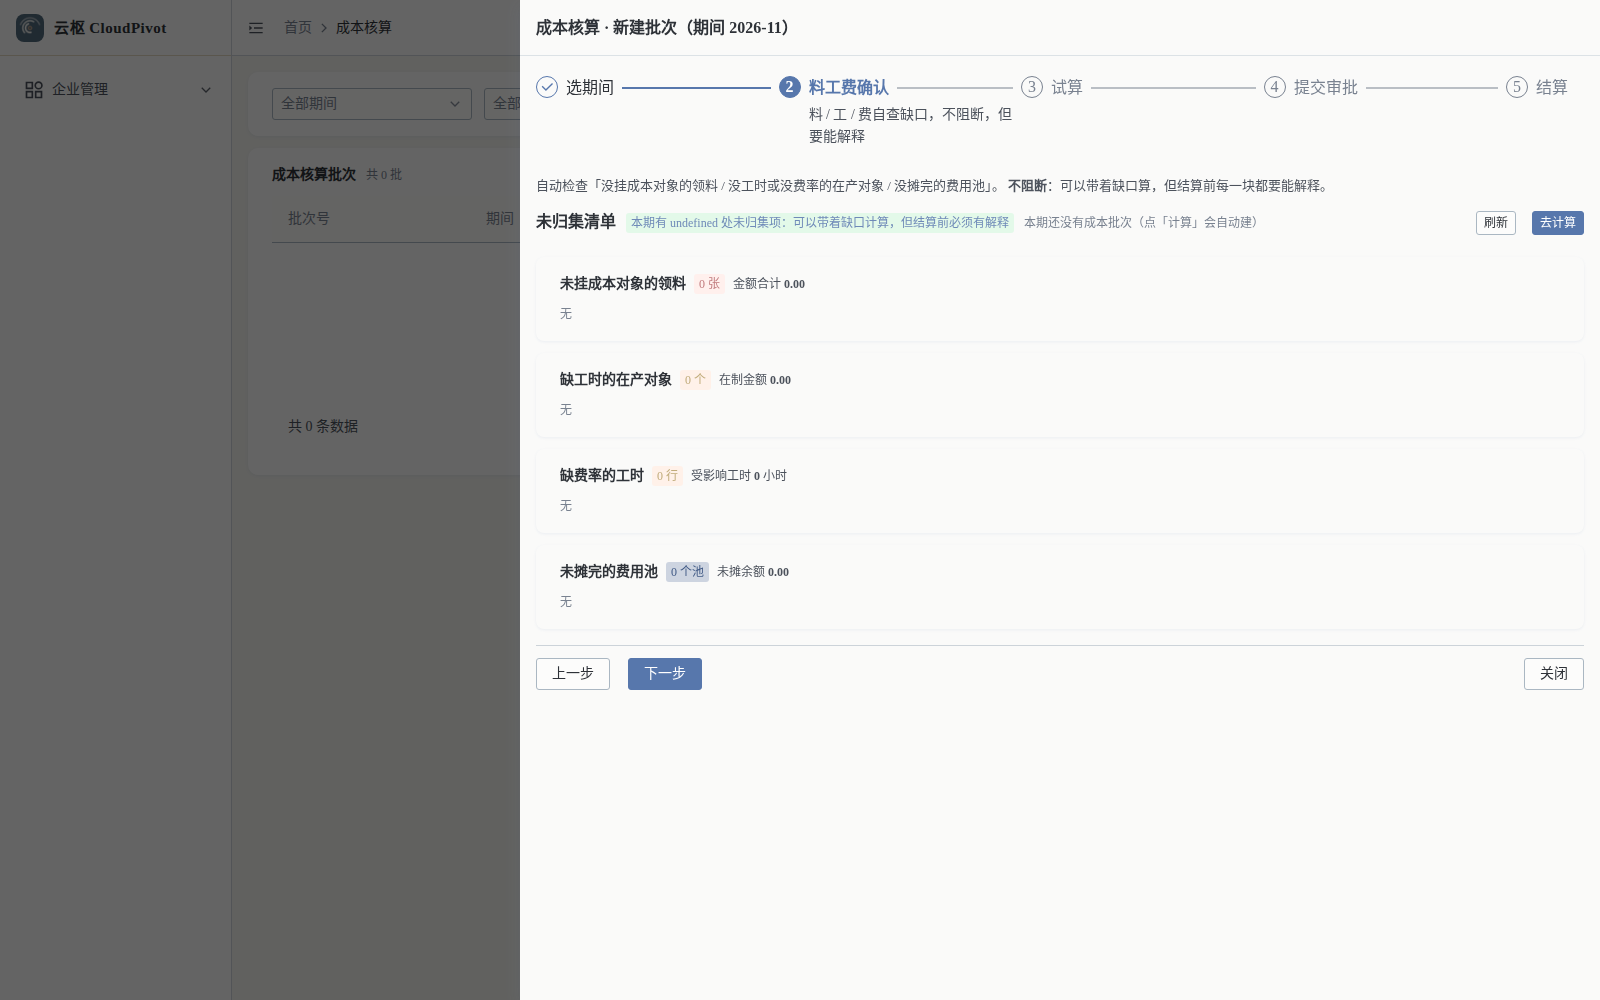 云枢 CloudPivot
首页 > 成本核算
企业管理
全部期间
全部
成本核算批次 共 0 批
批次号 期间
共 0 条数据
成本核算 · 新建批次（期间 2026-11）
选期间
2 料工费确认
料 / 工 / 费自查缺口，不阻断，但
要能解释
3 试算
4 提交审批
5 结算
自动检查「没挂成本对象的领料 / 没工时或没费率的在产对象 / 没摊完的费用池」。 不阻断：可以带着缺口算，但结算前每一块都要能解释。
未归集清单 本期有 undefined 处未归集项：可以带着缺口计算，但结算前必须有解释 本期还没有成本批次（点「计算」会自动建） 刷新 去计算
未挂成本对象的领料 0 张 金额合计 0.00
无
缺工时的在产对象 0 个 在制金额 0.00
无
缺费率的工时 0 行 受影响工时 0 小时
无
未摊完的费用池 0 个池 未摊余额 0.00
无
上一步 下一步 关闭